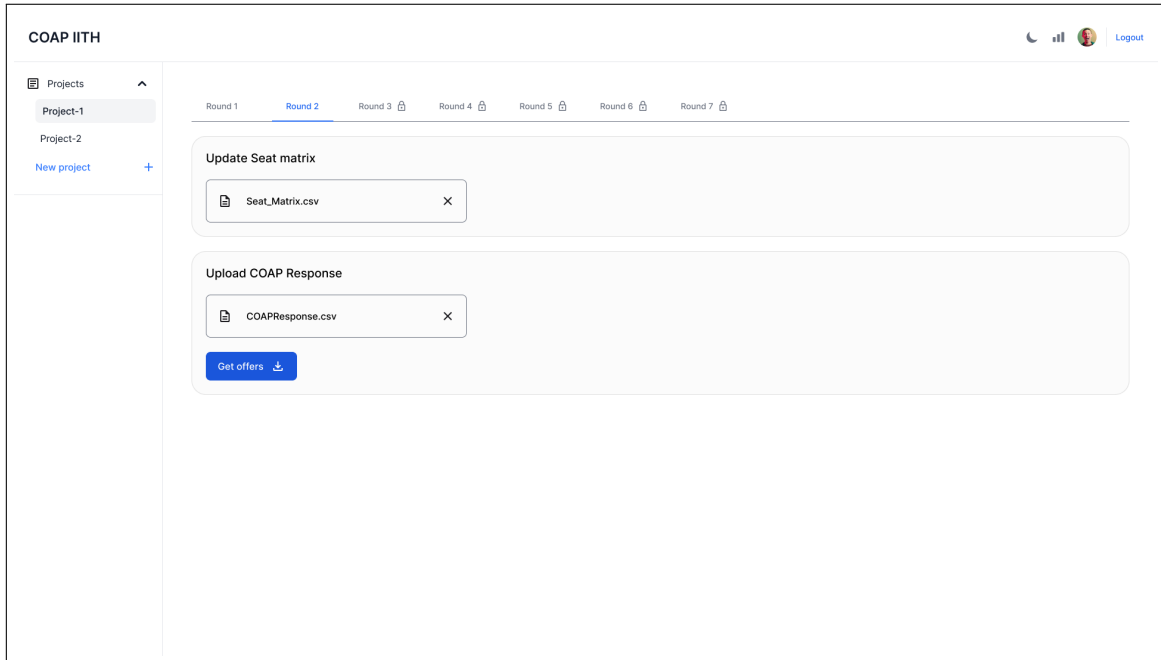 COAP IITH
Logout
Projects
Project-1
Project-2
New project +
Round 1 Round 2 Round 3 Round 4 Round 5 Round 6 Round 7
Update Seat matrix
Seat_Matrix.csv
Upload COAP Response
COAPResponse.csv
Get offers